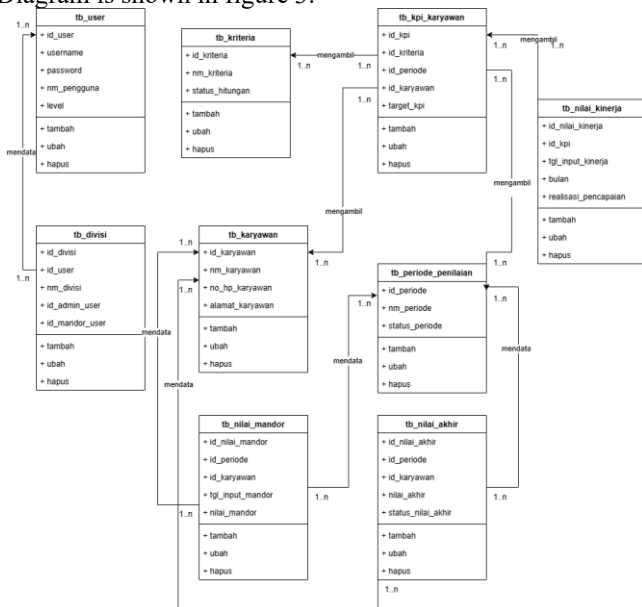 Diagram is shown in figure 3.
1..n
tb_user
+ id_user
+ username
+ password
+ nm_pengguna
+ level
+ tambah
+ ubah
+ hapus
mendata
1..n
tb_kriteria
+ id_kriteria
+ nm_kriteria
+ status_hitungan
+ tambah
+ ubah
+ hapus
1..n
mengambil
1..n
tb_kpi_karyawan
+ id_kpi
+ id_kriteria
+ id_periode
+ id_karyawan
+ target_kpi
+ tambah
+ ubah
+ hapus
1..n
1..n
1..n
mengambil
1..n
tb_nilai_kinerja
+ id_nilai_kinerja
+ id_kpi
+ tgl_input_kinerja
+ bulan
+ realisasi_pencapaian
+ tambah
+ ubah
+ hapus
mengambil
mengambil
tb_divisi
+ id_divisi
+ id_user
+ nm_divisi
+ id_admin_user
+ id_mandor_user
+ tambah
+ ubah
+ hapus
1..n
1..n
tb_karyawan
+ id_karyawan
+ nm_karyawan
+ no_hp_karyawan
+ alamat_karyawan
+ tambah
+ ubah
+ hapus
1..n
mendata
mendata
1..n
tb_periode_penilaian
+ id_periode
+ nm_periode
+ status_periode
+ tambah
+ ubah
+ hapus
1..n
1..n
mendata
mendata
tb_nilai_mandor
+ id_nilai_mandor
+ id_periode
+ id_karyawan
+ tgl_input_mandor
+ nilai_mandor
+ tambah
+ ubah
+ hapus
1..n
1..n
tb_nilai_akhir
+ id_nilai_akhir
+ id_periode
+ id_karyawan
+ nilai_akhir
+ status_nilai_akhir
+ tambah
+ ubah
+ hapus
1..n
1..n